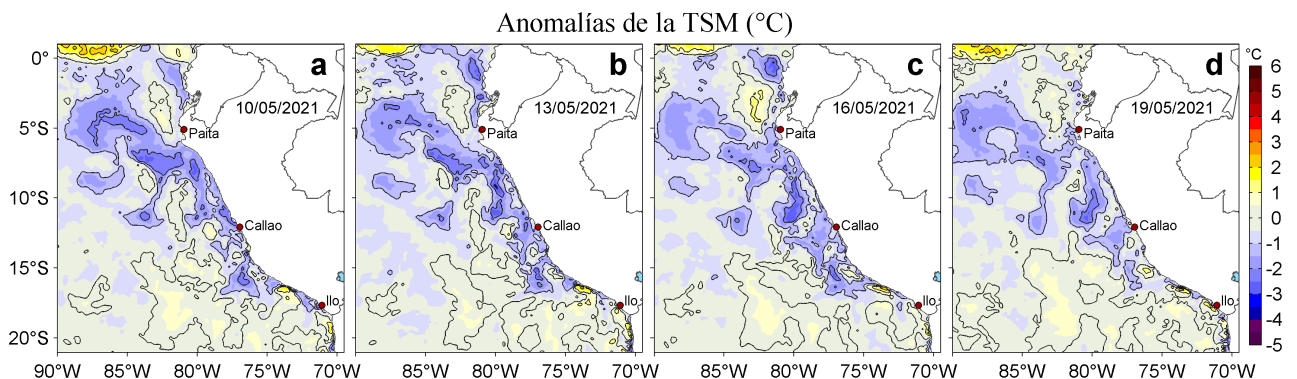 Anomalías de la TSM (°C)
a
b
c
d
°C
10/05/2021
13/05/2021
16/05/2021
19/05/2021
0°
5°S
10°S
15°S
20°S
Paita
Paita
Paita
Paita
Callao
Callao
Callao
Callao
Ilo
Ilo
Ilo
Ilo
90°W 85°W 80°W 75°W 70°W
85°W 80°W 75°W 70°W
85°W 80°W 75°W 70°W
85°W 80°W 75°W 70°W
6
5
4
3
2
1
0
-1
-2
-3
-4
-5